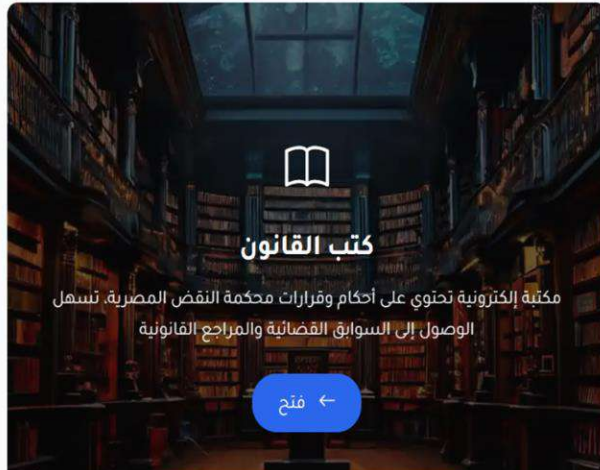 كتب القانون
مكتبة إلكترونية تحتوي على أحكام وقرارات محكمة النقض المصرية. تسهل
الوصول إلى السوابق القضائية والمراجع القانونية
← فتح